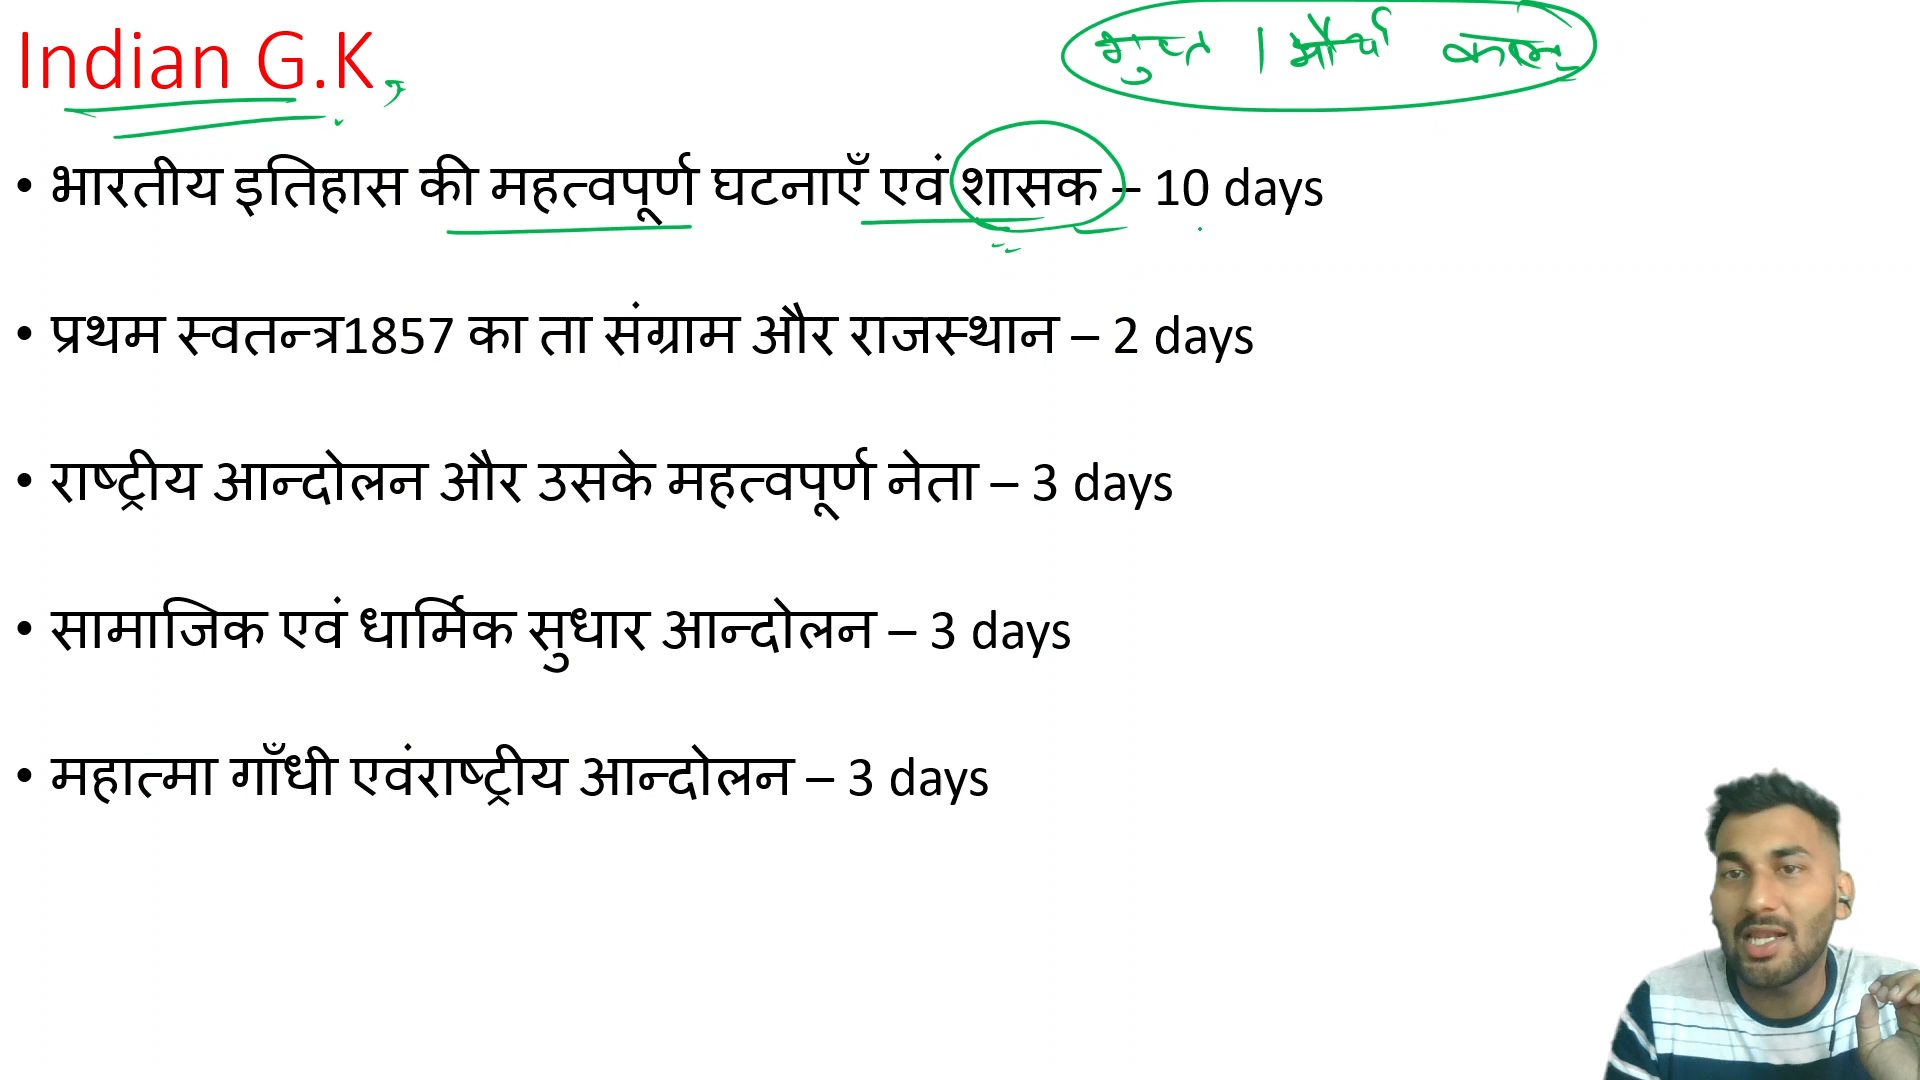 Indian G.K
गुप्त | मौर्य काल
• भारतीय इतिहास की महत्वपूर्ण घटनाएँ एवं शासक – 10 days
• प्रथम स्वतन्त्र1857 का ता संग्राम और राजस्थान – 2 days
• राष्ट्रीय आन्दोलन और उसके महत्वपूर्ण नेता – 3 days
• सामाजिक एवं धार्मिक सुधार आन्दोलन – 3 days
• महात्मा गाँधी एवंराष्ट्रीय आन्दोलन – 3 days